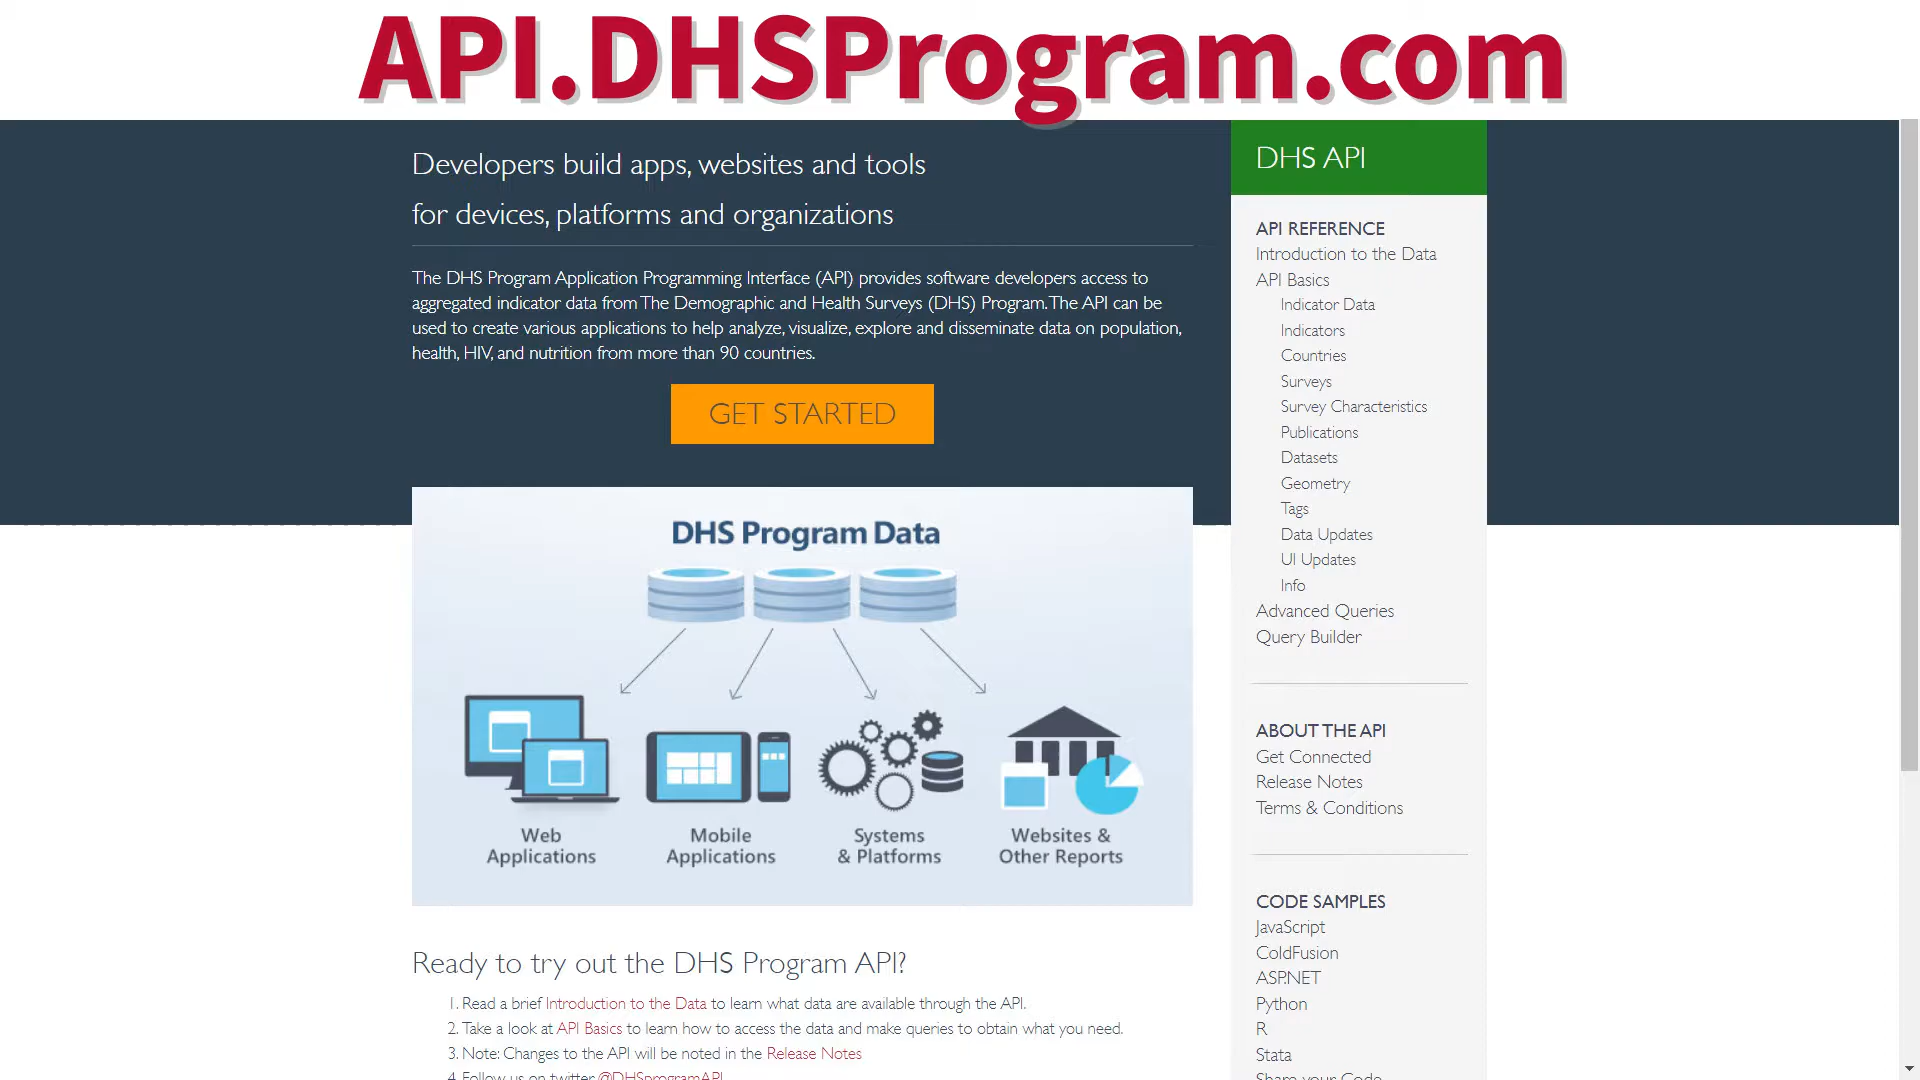 API.DHSProgram.com
Developers build apps, websites and tools
for devices, platforms and organizations
The DHS Program Application Programming Interface (API) provides software developers access to
aggregated indicator data from The Demographic and Health Surveys (DHS) Program. The API can be
used to create various applications to help analyze, visualize, explore and disseminate data on population,
health, HIV, and nutrition from more than 90 countries.
GET STARTED
DHS Program Data
Web
Applications
Mobile
Applications
Systems
& Platforms
Websites &
Other Reports
Ready to try out the DHS Program API?
1. Read a brief Introduction to the Data to learn what data are available through the API.
2. Take a look at API Basics to learn how to access the data and make queries to obtain what you need.
3. Note: Changes to the API will be noted in the Release Notes
4. Follow us on twitter @DHSprogramAPI
DHS API
API REFERENCE
Introduction to the Data
API Basics
Indicator Data
Indicators
Countries
Surveys
Survey Characteristics
Publications
Datasets
Geometry
Tags
Data Updates
UI Updates
Info
Advanced Queries
Query Builder
ABOUT THE API
Get Connected
Release Notes
Terms & Conditions
CODE SAMPLES
JavaScript
ColdFusion
ASP.NET
Python
R
Stata
Share your Code